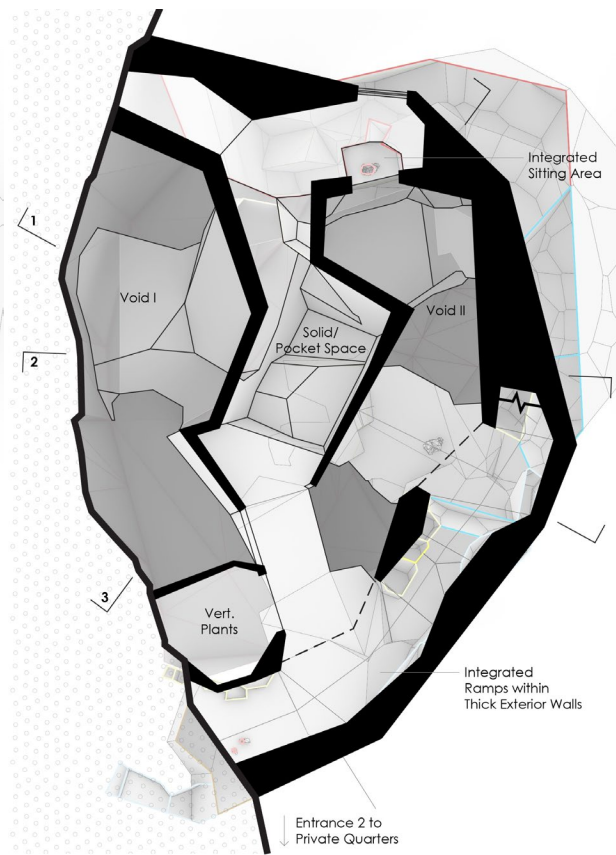 Integrated
Sitting Area
1
Void I
Void II
Solid/
Pocket Space
2
3
Vert.
Plants
Integrated
Ramps within
Thick Exterior Walls
Entrance 2 to
Private Quarters